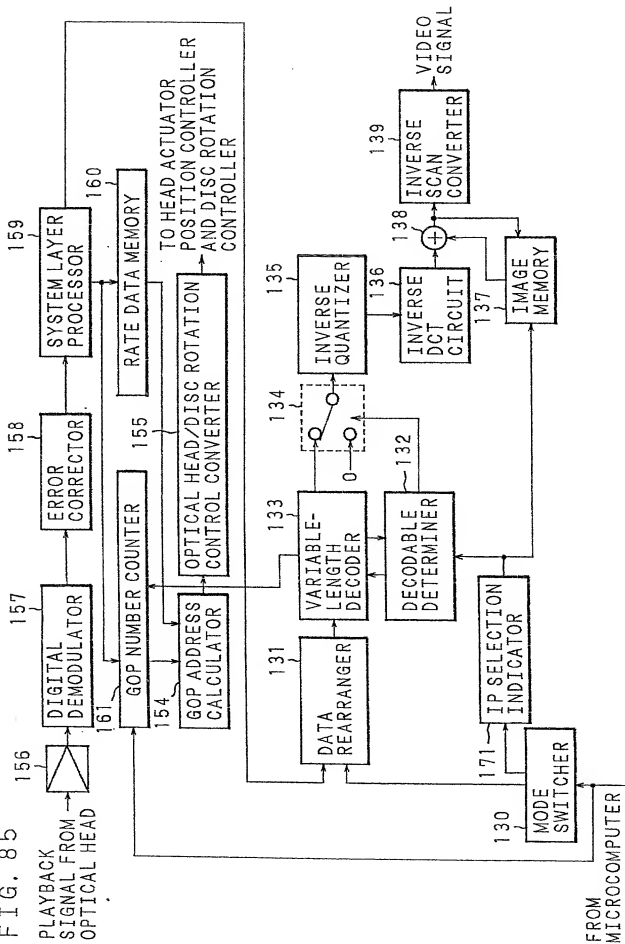 FIG. 85
PLAYBACK
SIGNAL FROM
OPTICAL HEAD
156
157
DIGITAL
DEMODULATOR
158
ERROR
CORRECTOR
159
SYSTEM LAYER
PROCESSOR
161
GOP NUMBER COUNTER
160
RATE DATA MEMORY
154
GOP ADDRESS
CALCULATOR
155
OPTICAL HEAD/DISC ROTATION
CONTROL CONVERTER
TO HEAD ACTUATOR
POSITION CONTROLLER
AND DISC ROTATION
CONTROLLER
131
DATA
REARRANGER
133
VARIABLE-
LENGTH
DECODER
134
0
135
INVERSE
QUANTIZER
132
DECODABLE
DETERMINER
136
INVERSE
DCT
CIRCUIT
138
+
139
INVERSE
SCAN
CONVERTER
VIDEO
SIGNAL
137
IMAGE
MEMORY
171
IP SELECTION
INDICATOR
130
MODE
SWITCHER
FROM
MICROCOMPUTER